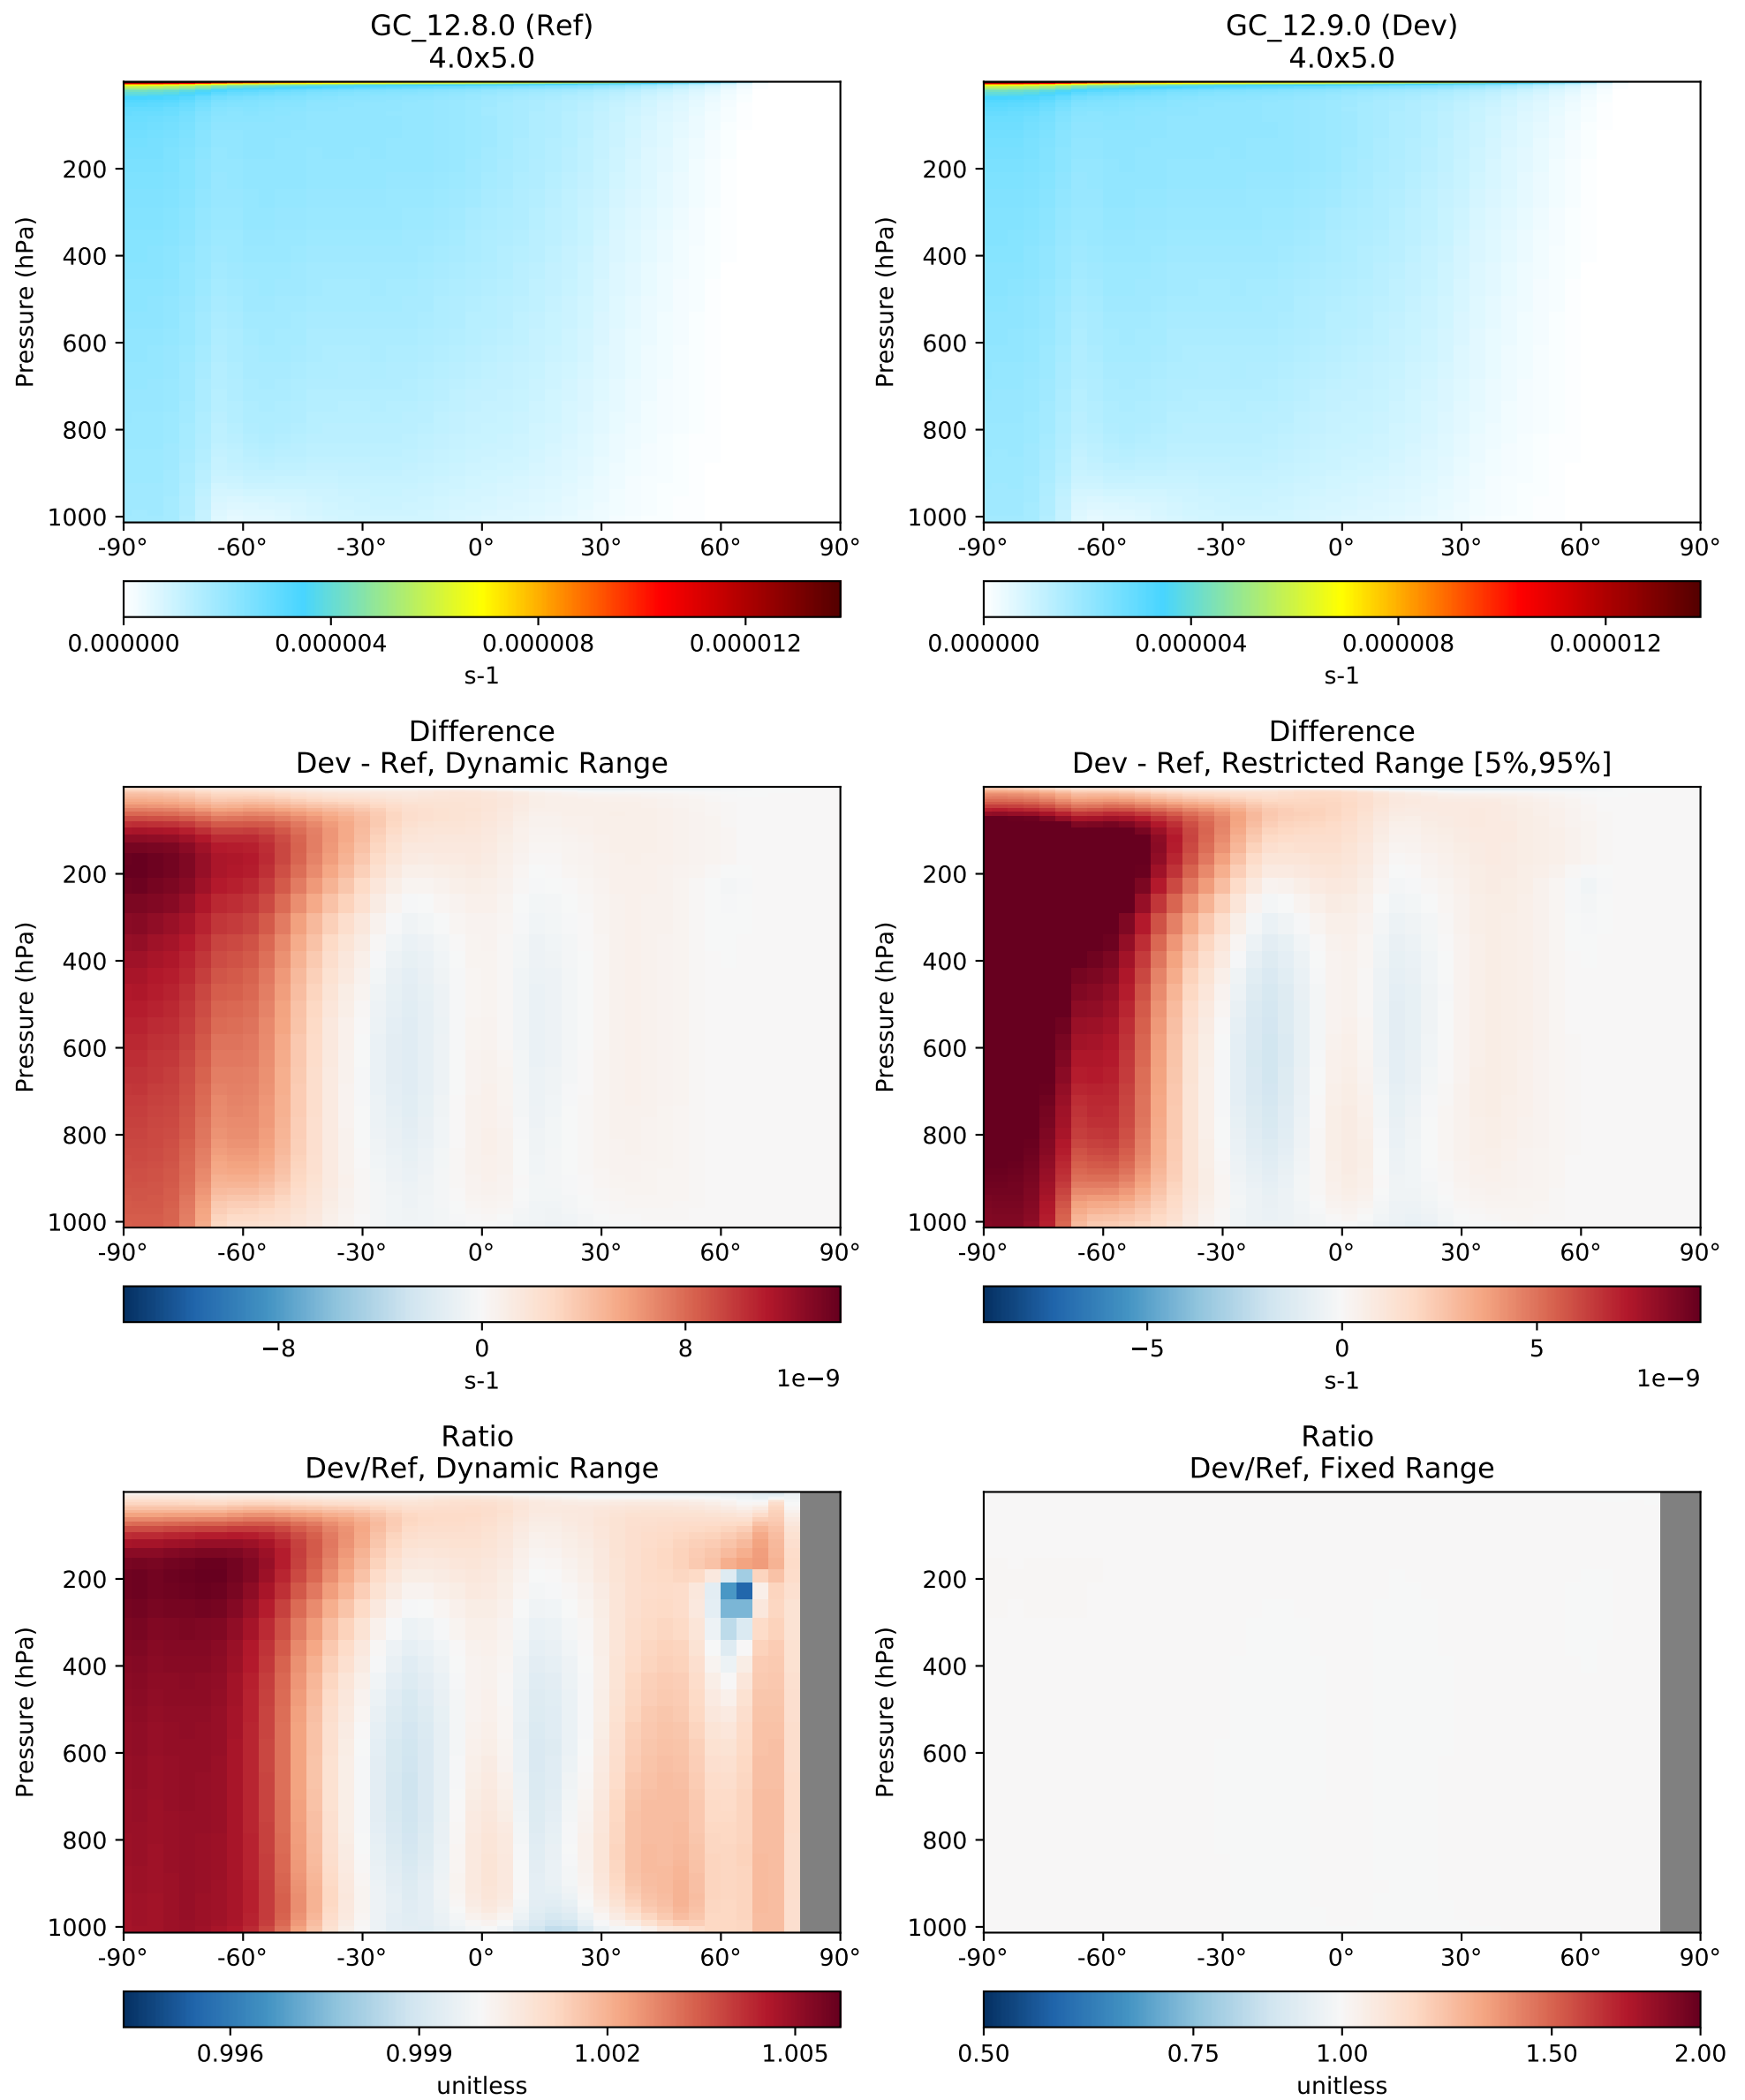 GC_12.8.0 (Ref)
4.0x5.0
Pressure (hPa)
200
400
600
800
1000
-90° -60° -30° 0° 30° 60° 90°
0.000000 0.000004 0.000008 0.000012
s-1
GC_12.9.0 (Dev)
4.0x5.0
Pressure (hPa)
200
400
600
800
1000
-90° -60° -30° 0° 30° 60° 90°
0.000000 0.000004 0.000008 0.000012
s-1
Difference
Dev - Ref, Dynamic Range
Pressure (hPa)
200
400
600
800
1000
-90° -60° -30° 0° 30° 60° 90°
−8 0 8
s-1 1e−9
Difference
Dev - Ref, Restricted Range [5%,95%]
Pressure (hPa)
200
400
600
800
1000
-90° -60° -30° 0° 30° 60° 90°
−5 0 5
s-1 1e−9
Ratio
Dev/Ref, Dynamic Range
Pressure (hPa)
200
400
600
800
1000
-90° -60° -30° 0° 30° 60° 90°
0.996 0.999 1.002 1.005
unitless
Ratio
Dev/Ref, Fixed Range
Pressure (hPa)
200
400
600
800
1000
-90° -60° -30° 0° 30° 60° 90°
0.50 0.75 1.00 1.50 2.00
unitless